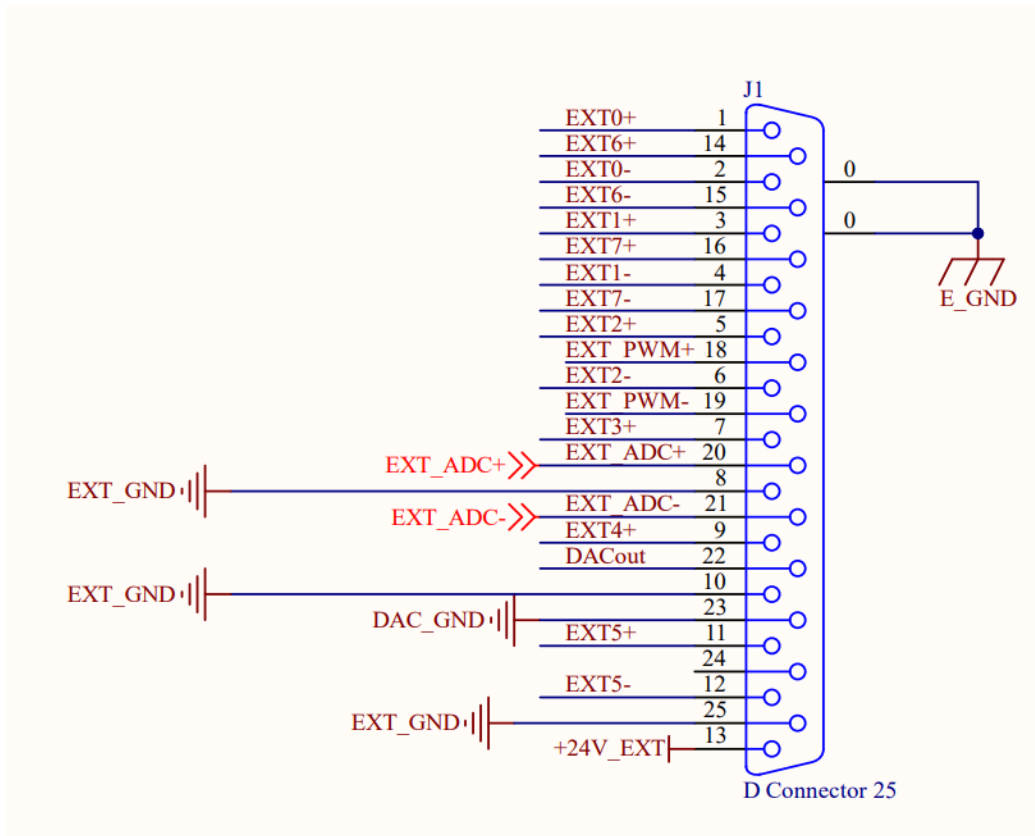 J1
EXT0+ 1
EXT6+ 14
EXT0- 2 0
EXT6- 15
EXT1+ 3 0
EXT7+ 16
EXT1- 4
E_GND
EXT7- 17
EXT2+ 5
EXT_PWM+ 18
EXT2- 6
EXT_PWM- 19
EXT3+ 7
EXT_ADC+ EXT_ADC+ 20
EXT_GND 8
EXT_ADC- EXT_ADC- 21
EXT4+ 9
DACout 22
EXT_GND 10
DAC_GND 23
EXT5+ 11
24
EXT5- 12
EXT_GND 25
+24V_EXT 13
D Connector 25